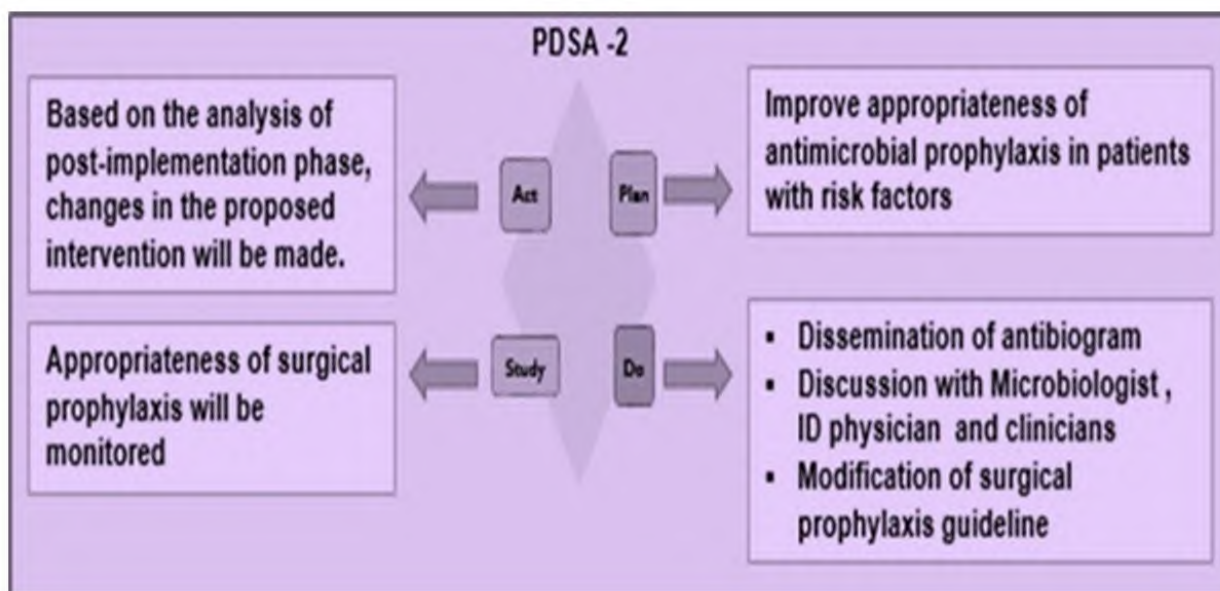 PDSA -2
Based on the analysis of
post-implementation phase,
changes in the proposed
intervention will be made.
Act
Plan
Improve appropriateness of
antimicrobial prophylaxis in patients
with risk factors
Appropriateness of surgical
prophylaxis will be
monitored
Study
Do
▪ Dissemination of antibiogram
▪ Discussion with Microbiologist ,
ID physician and clinicians
▪ Modification of surgical
prophylaxis guideline